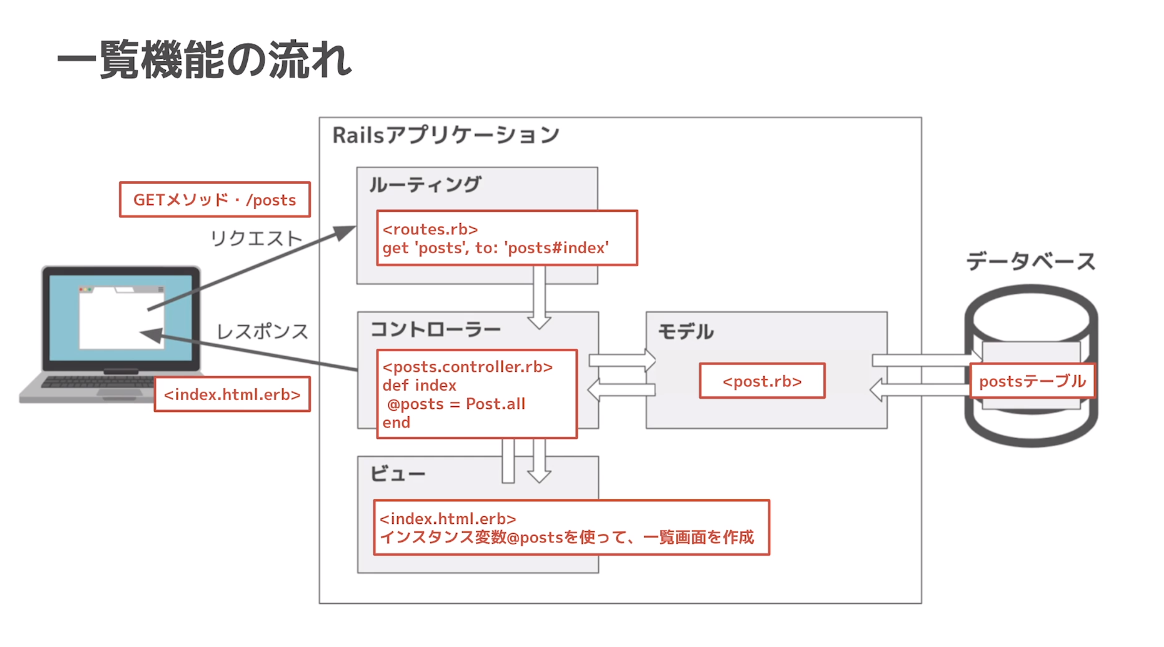 一覧機能の流れ
Railsアプリケーション
ルーティング
GETメソッド・/posts
<routes.rb>
get 'posts', to: 'posts#index'
リクエスト
データベース
レスポンス
コントローラー
モデル
<posts.controller.rb>
def index
@posts = Post.all
end
<post.rb>
postsテーブル
<index.html.erb>
ビュー
<index.html.erb>
インスタンス変数@postsを使って、一覧画面を作成